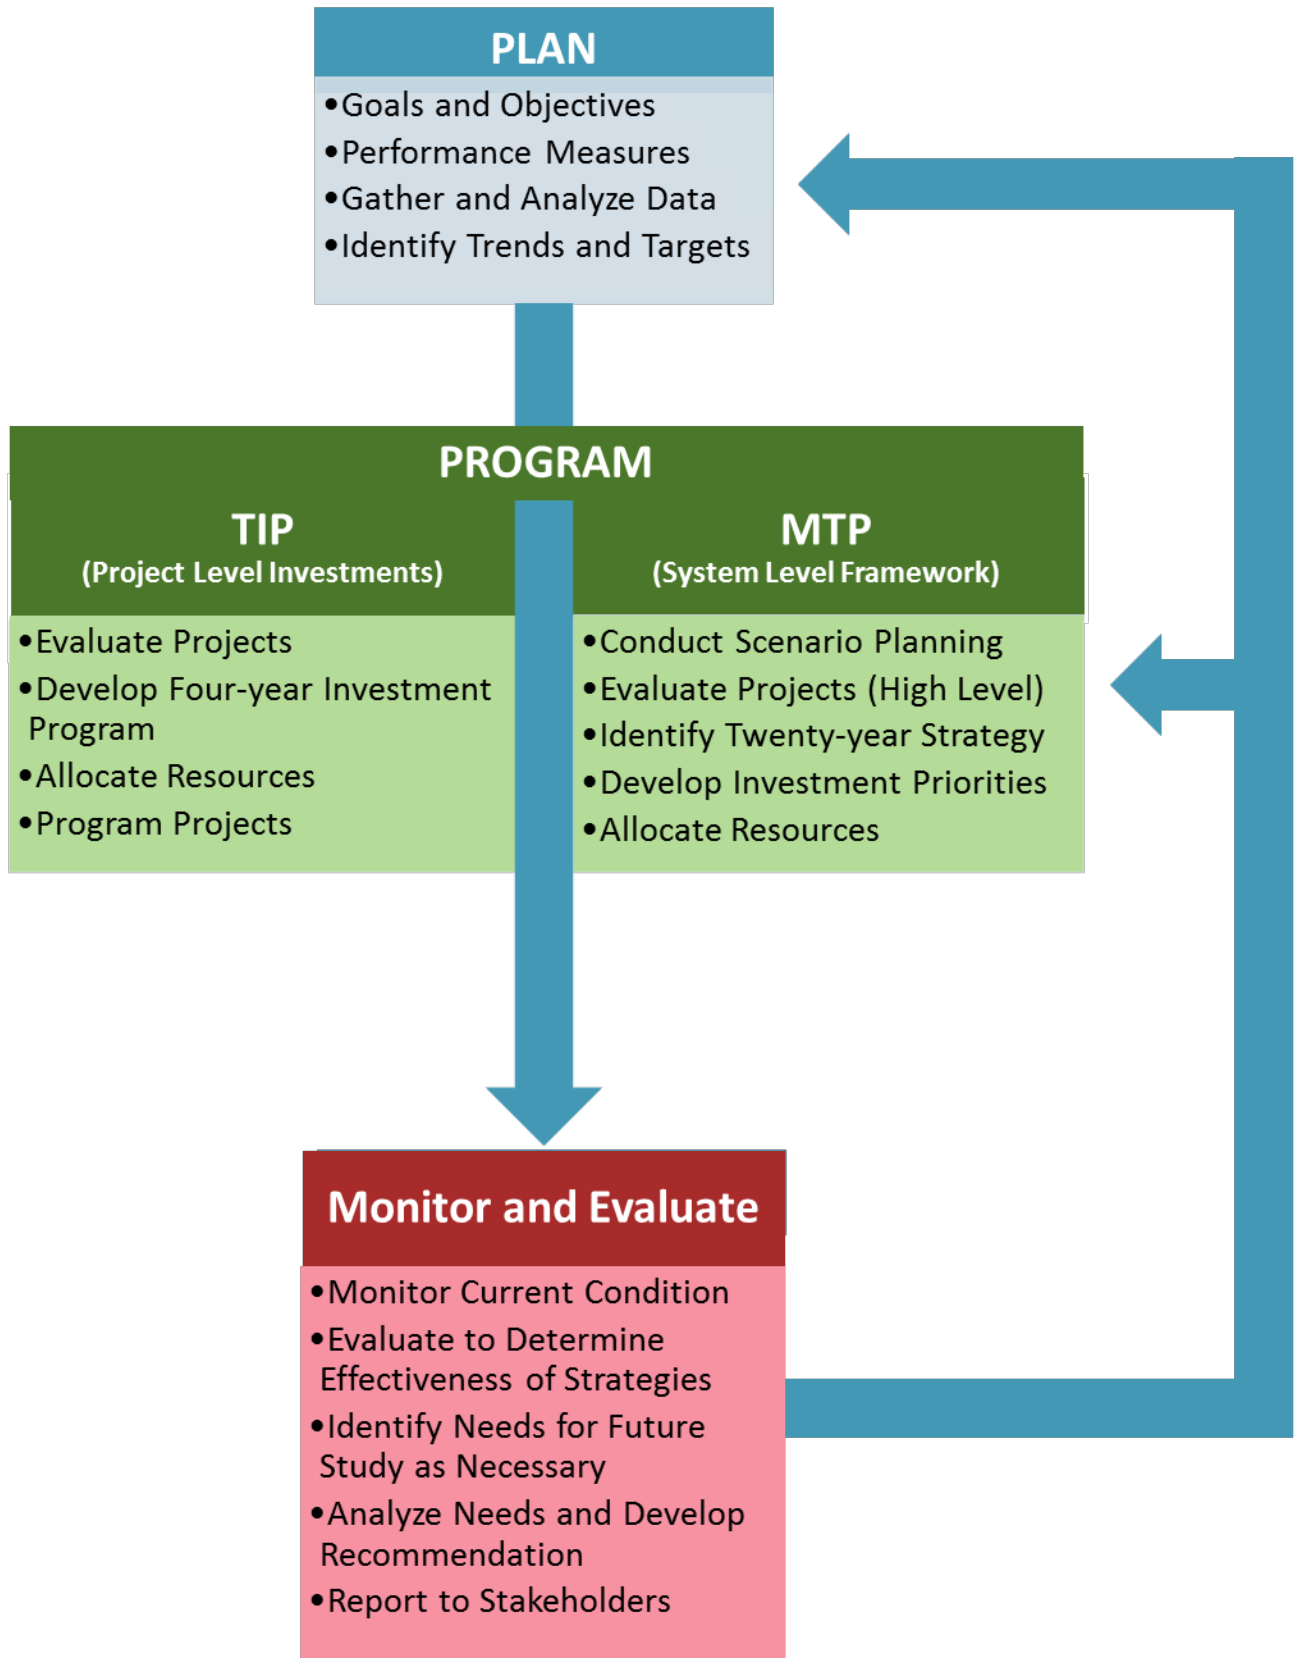 PLAN
•Goals and Objectives
•Performance Measures
•Gather and Analyze Data
•Identify Trends and Targets
PROGRAM
TIP
(Project Level Investments)
•Evaluate Projects
•Develop Four-year Investment
Program
•Allocate Resources
•Program Projects
MTP
(System Level Framework)
•Conduct Scenario Planning
•Evaluate Projects (High Level)
•Identify Twenty-year Strategy
•Develop Investment Priorities
•Allocate Resources
Monitor and Evaluate
•Monitor Current Condition
•Evaluate to Determine
Effectiveness of Strategies
•Identify Needs for Future
Study as Necessary
•Analyze Needs and Develop
Recommendation
•Report to Stakeholders